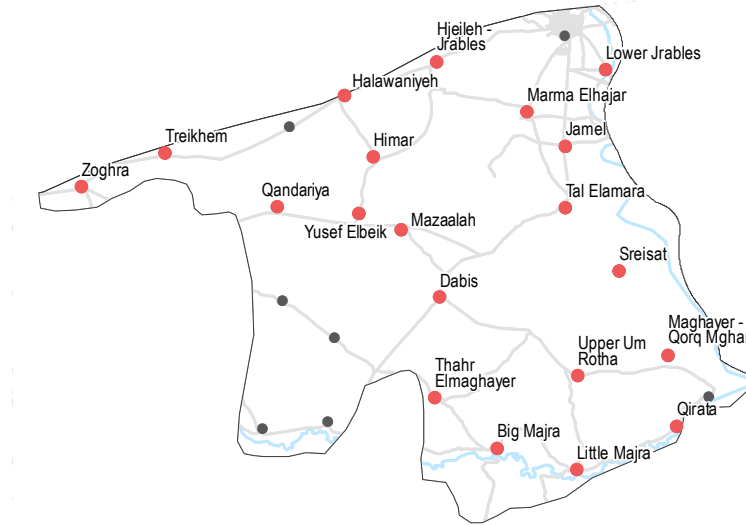 Hjeileh -
Jrables
Lower Jrables
Halawaniyeh
Marma Elhajar
Treikhem
Himar
Jamel
Zoghra
Qandariya
Tal Elamara
Yusef Elbeik
Mazaalah
Sreisat
Dabis
Maghayer -
Qorq Mghar
Upper Um
Rotha
Thahr
Elmaghayer
Qirata
Big Majra
Little Majra